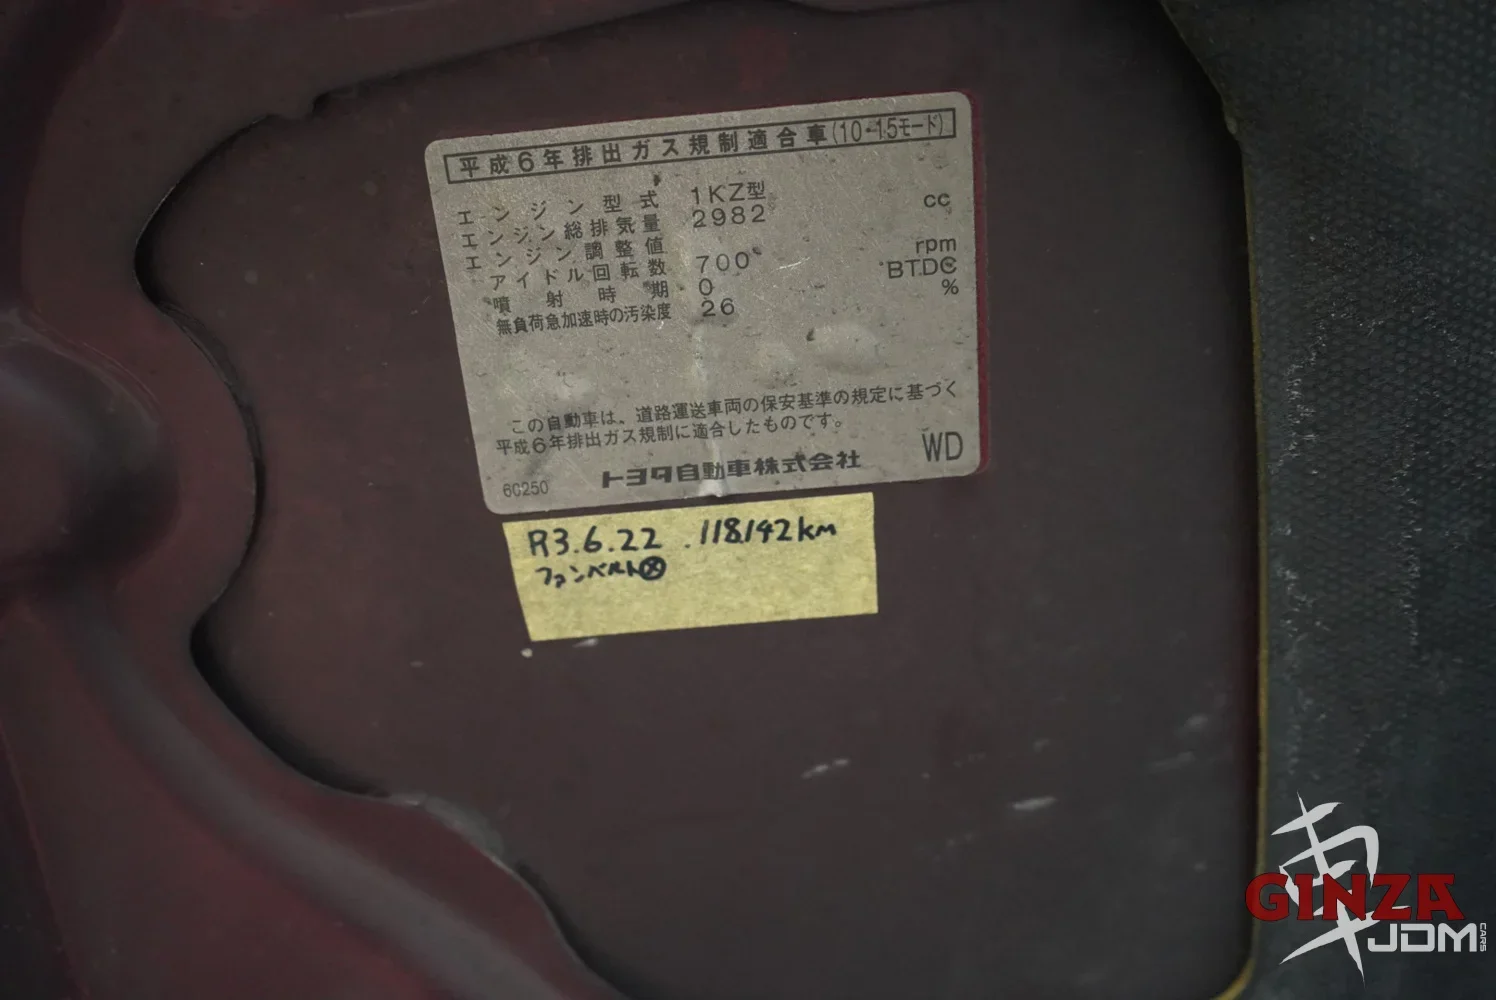 平成6年排出ガス規制適合車(10・15モード)
エンジン型式 1KZ型
エンジン総排気量 2982 cc
エンジン調整値
アイドル回転数 700 rpm
噴射時期 0 °BTDC
無負荷急加速時の汚染度 26 %
この自動車は、道路運送車両の保安基準の規定に基づく
平成6年排出ガス規制に適合したものです。
トヨタ自動車株式会社 WD
6C250
R3.6.22 .118142km
ファンベルト⊗
車
GINZA
JDM CARS